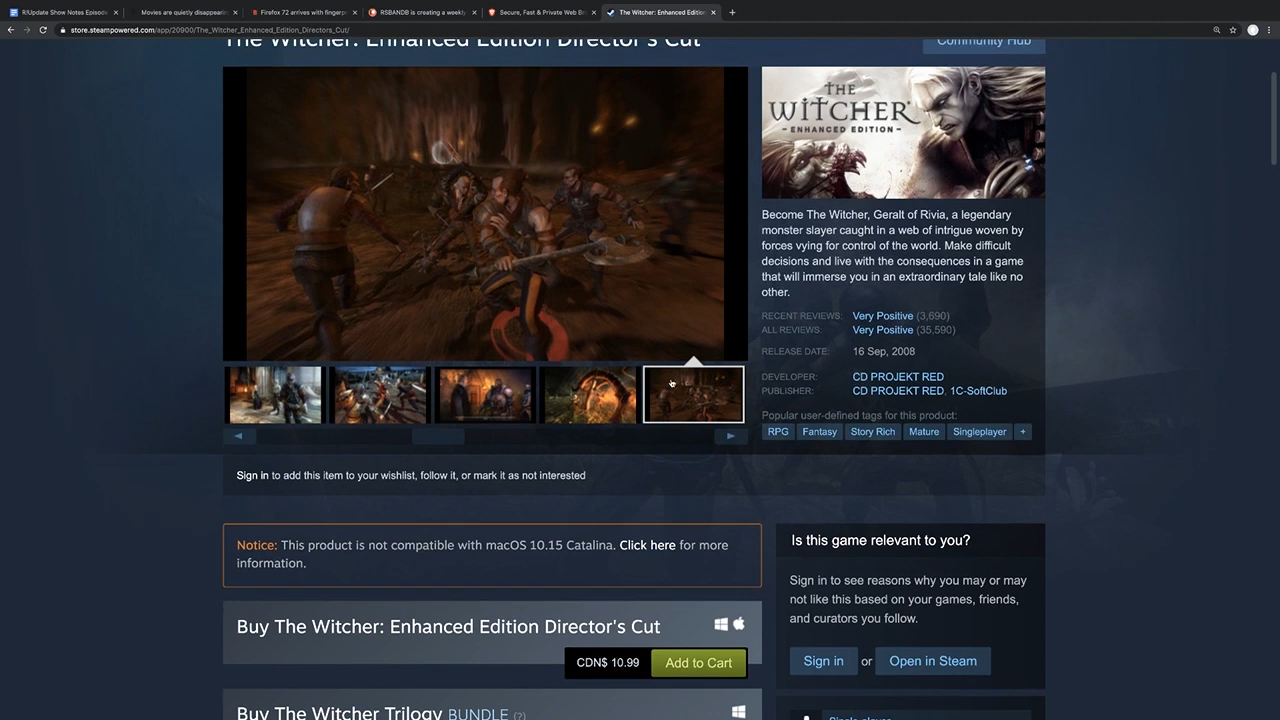 R/Update Show Notes Episode
Movies are quietly disappearin
Firefox 72 arrives with fingerpr
RSBANDB is creating a weekly
Secure, Fast & Private Web Br
The Witcher: Enhanced Edition
store.steampowered.com/app/20900/The_Witcher_Enhanced_Edition_Directors_Cut/
The Witcher: Enhanced Edition Director's Cut
Community Hub
THE
WITCHER
- ENHANCED EDITION -
Become The Witcher, Geralt of Rivia, a legendary
monster slayer caught in a web of intrigue woven by
forces vying for control of the world. Make difficult
decisions and live with the consequences in a game
that will immerse you in an extraordinary tale like no
other.
RECENT REVIEWS: Very Positive (3,690)
ALL REVIEWS: Very Positive (35,590)
RELEASE DATE: 16 Sep, 2008
DEVELOPER: CD PROJEKT RED
PUBLISHER: CD PROJEKT RED, 1C-SoftClub
Popular user-defined tags for this product:
RPG Fantasy Story Rich Mature Singleplayer +
Sign in to add this item to your wishlist, follow it, or mark it as not interested
Notice: This product is not compatible with macOS 10.15 Catalina. Click here for more
information.
Buy The Witcher: Enhanced Edition Director's Cut
CDN$ 10.99 Add to Cart
Buy The Witcher Trilogy BUNDLE (?)
Is this game relevant to you?
Sign in to see reasons why you may or may
not like this based on your games, friends,
and curators you follow.
Sign in or Open in Steam
Single-player